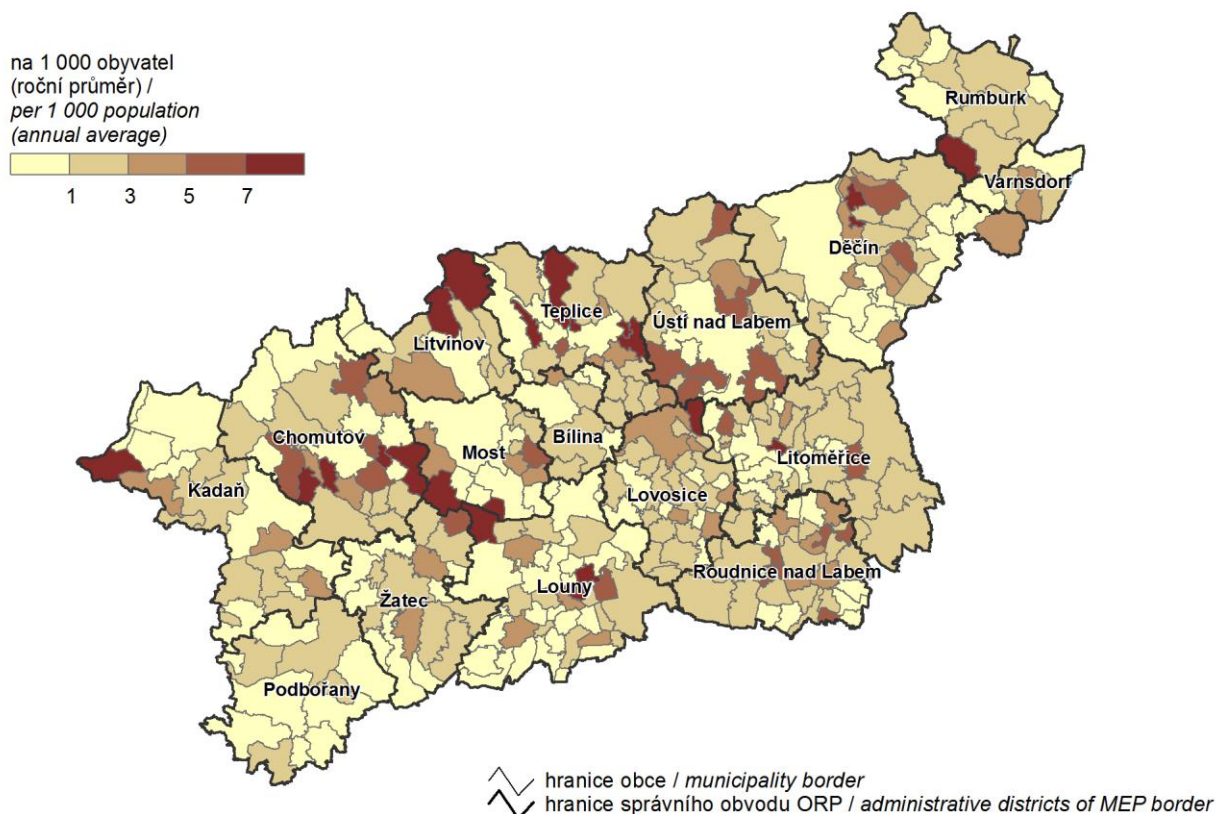 na 1 000 obyvatel
(roční průměr) /
per 1 000 population
(annual average)
1 3 5 7
Rumburk
Varnsdorf
Děčín
Teplice
Ústí nad Labem
Litvínov
Chomutov
Most
Bílina
Litoměřice
Kadaň
Lovosice
Roudnice nad Labem
Louny
Žatec
Podbořany
hranice obce / municipality border
hranice správního obvodu ORP / administrative districts of MEP border